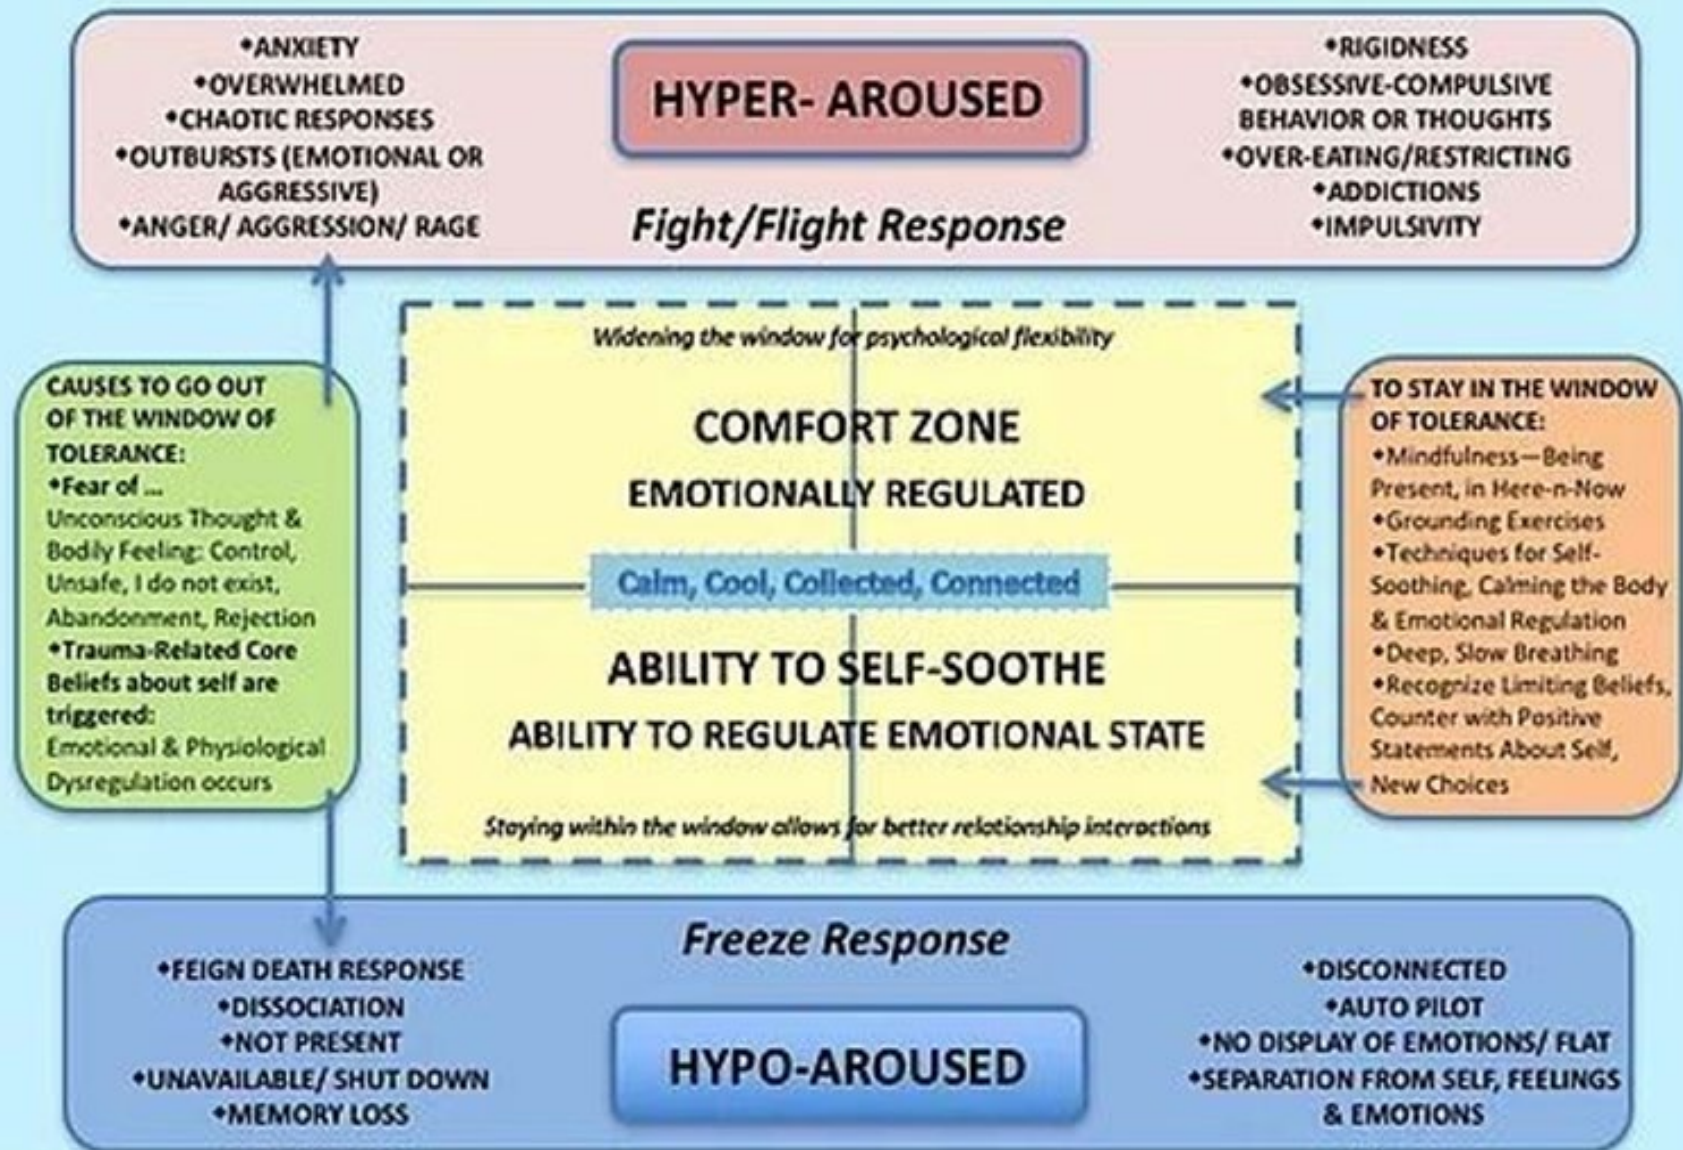 ◆ANXIETY
◆OVERWHELMED
◆CHAOTIC RESPONSES
◆OUTBURSTS (EMOTIONAL OR
AGGRESSIVE)
◆ANGER/ AGGRESSION/ RAGE
HYPER- AROUSED
Fight/Flight Response
◆RIGIDNESS
◆OBSESSIVE-COMPULSIVE
BEHAVIOR OR THOUGHTS
◆OVER-EATING/RESTRICTING
◆ADDICTIONS
◆IMPULSIVITY
CAUSES TO GO OUT
OF THE WINDOW OF
TOLERANCE:
◆Fear of ...
Unconscious Thought &
Bodily Feeling: Control,
Unsafe, I do not exist,
Abandonment, Rejection
◆Trauma-Related Core
Beliefs about self are
triggered:
Emotional & Physiological
Dysregulation occurs
Widening the window for psychological flexibility
COMFORT ZONE
EMOTIONALLY REGULATED
Calm, Cool, Collected, Connected
ABILITY TO SELF-SOOTHE
ABILITY TO REGULATE EMOTIONAL STATE
Staying within the window allows for better relationship interactions
TO STAY IN THE WINDOW
OF TOLERANCE:
◆Mindfulness—Being
Present, in Here-n-Now
◆Grounding Exercises
◆Techniques for Self-
Soothing, Calming the Body
& Emotional Regulation
◆Deep, Slow Breathing
◆Recognize Limiting Beliefs,
Counter with Positive
Statements About Self,
New Choices
Freeze Response
◆FEIGN DEATH RESPONSE
◆DISSOCIATION
◆NOT PRESENT
◆UNAVAILABLE/ SHUT DOWN
◆MEMORY LOSS
HYPO-AROUSED
◆DISCONNECTED
◆AUTO PILOT
◆NO DISPLAY OF EMOTIONS/ FLAT
◆SEPARATION FROM SELF, FEELINGS
& EMOTIONS